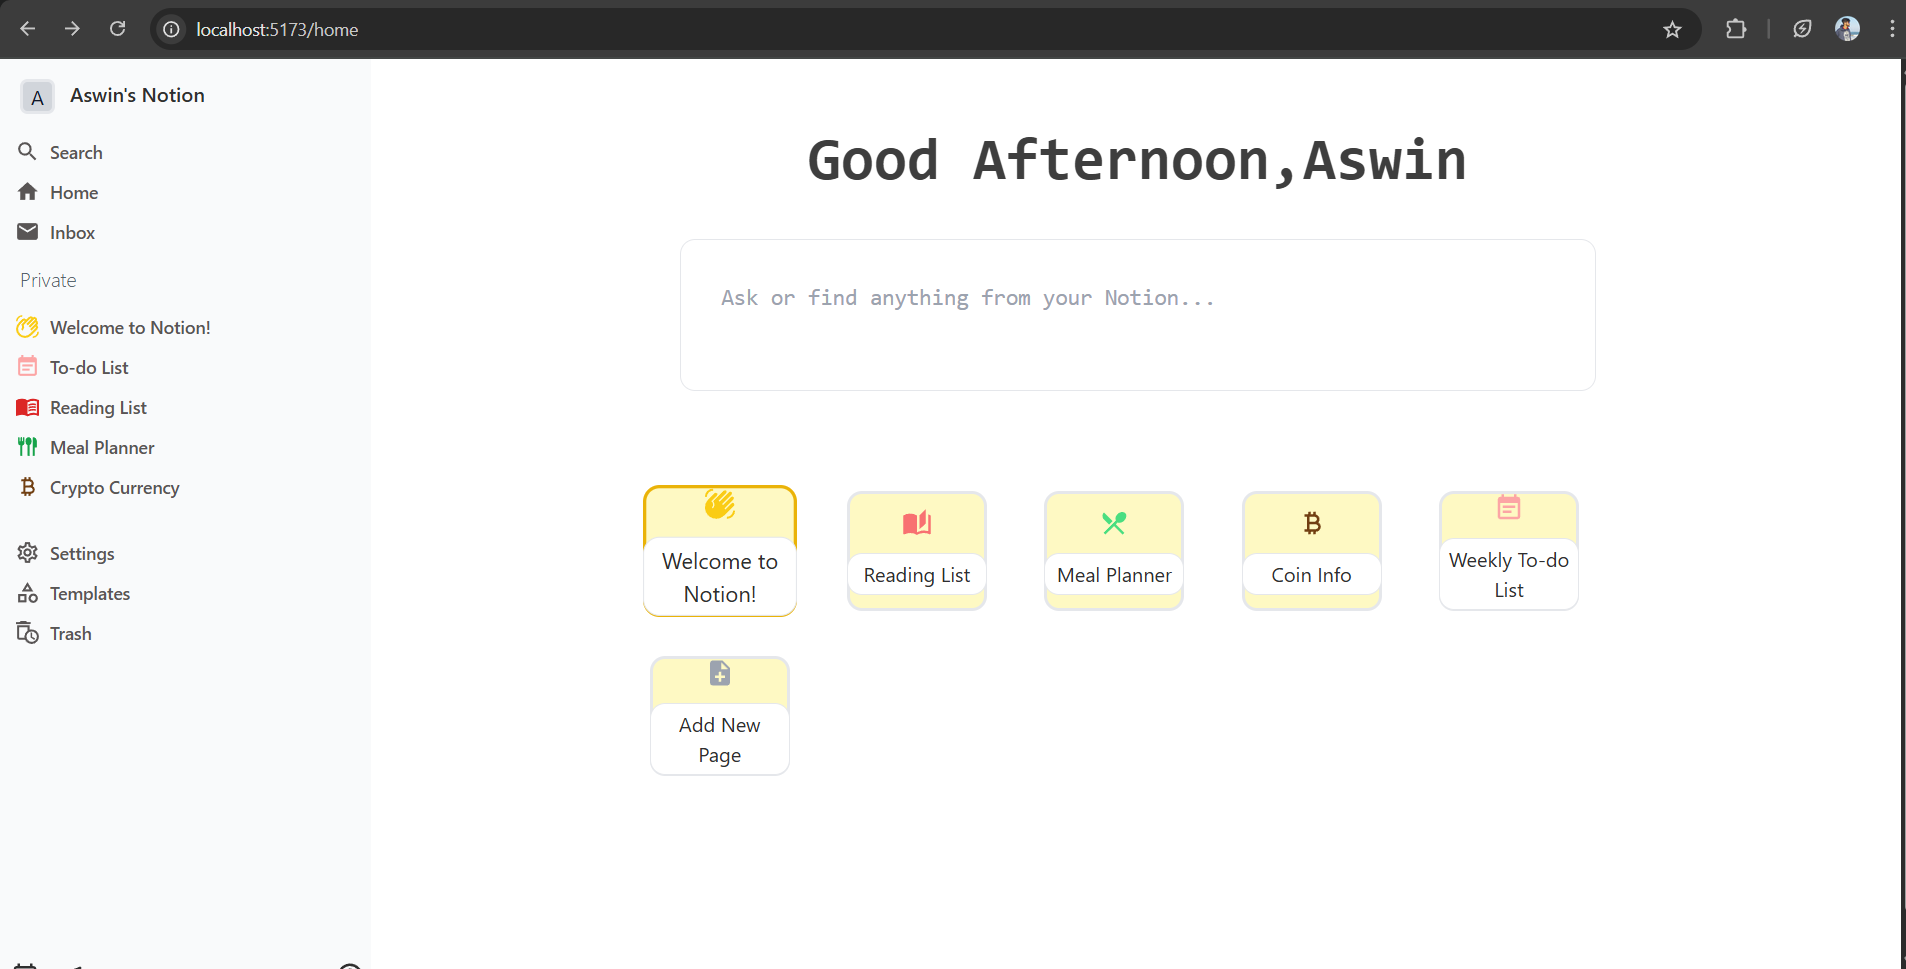 localhost:5173/home
A Aswin's Notion
Search
Home
Inbox
Private
Welcome to Notion!
To-do List
Reading List
Meal Planner
Crypto Currency
Settings
Templates
Trash
Good Afternoon,Aswin
Ask or find anything from your Notion...
Welcome to
Notion!
Reading List
Meal Planner
Coin Info
Weekly To-do
List
Add New
Page